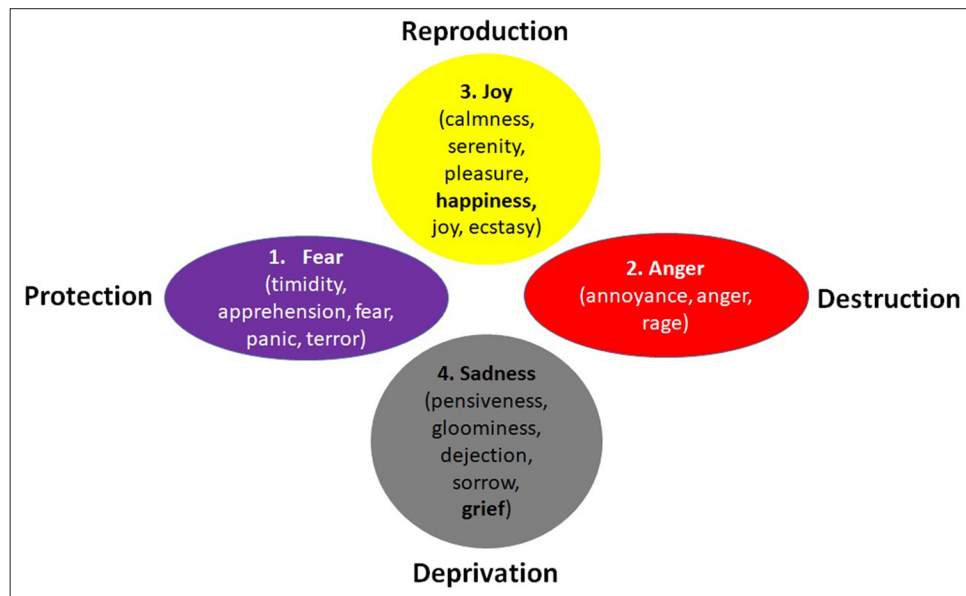 Reproduction
3. Joy
(calmness,
serenity,
pleasure,
happiness,
joy, ecstasy)
Protection
1. Fear
(timidity,
apprehension, fear,
panic, terror)
2. Anger
(annoyance, anger,
rage)
Destruction
4. Sadness
(pensiveness,
gloominess,
dejection,
sorrow,
grief)
Deprivation